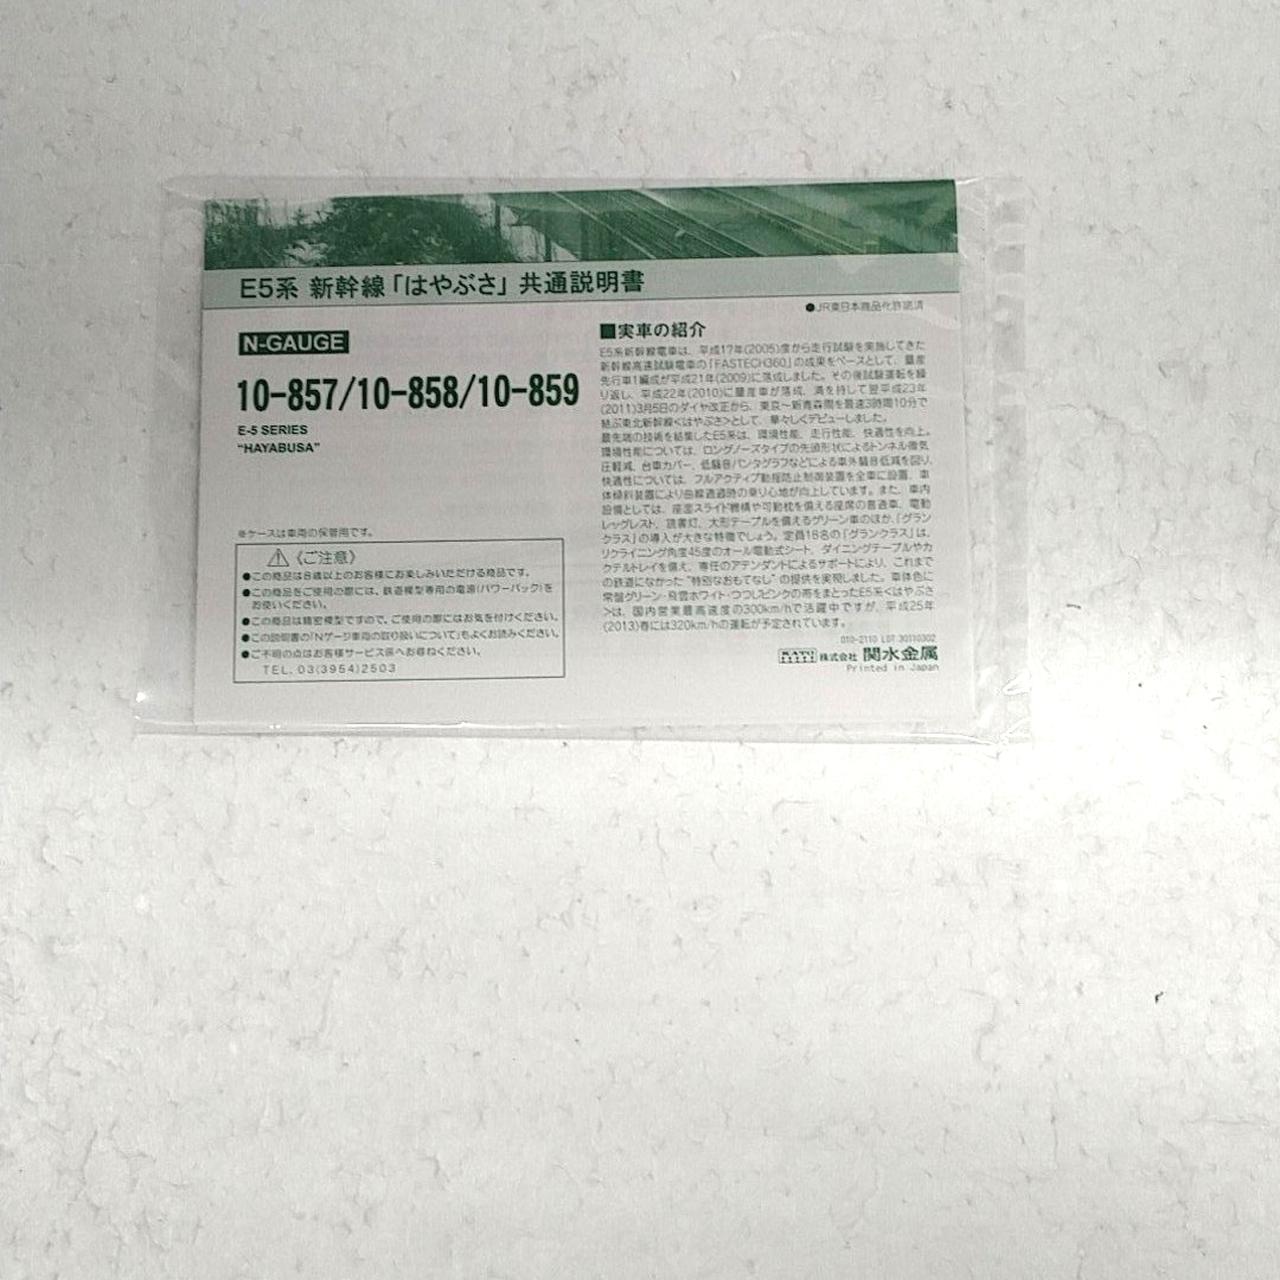 E5系 新幹線「はやぶさ」 共通説明書
●JR東日本商品化許諾済
N-GAUGE
10-857/10-858/10-859
E-5 SERIES
“HAYABUSA”
※ケースは車両の保管用です。
⚠〈ご注意〉
●この商品は8歳以上のお客様にお楽しみいただける商品です。
●この商品をご使用の際には、鉄道模型専用の電源(パワーパック)を
お使いください。
●この商品は精密模型ですので、ご使用の際にはお気を付けください。
●この説明書の「Nゲージ車両の取り扱いについて」もよくお読みください。
●ご不明の点はお客様サービス係へお尋ねください。
TEL. 03(3954)2503
■実車の紹介
E5系新幹線電車は、平成17年(2005)度から走行試験を実施してきた
新幹線高速試験電車の「FASTECH360」の成果をベースとして、量産
先行車1編成が平成21年(2009)に落成しました。その後試験運転を繰
り返し、平成22年(2010)に量産車が落成、満を持して翌平成23年
(2011)3月5日のダイヤ改正から、東京～新青森間を最速3時間10分で
結ぶ東北新幹線<はやぶさ>として、華々しくデビューしました。
最先端の技術を結集したE5系は、環境性能、走行性能、快適性を向上。
環境性能については、ロングノーズタイプの先頭形状によるトンネル微気
圧軽減、台車カバー、低騒音パンタグラフなどによる車外騒音低減を図り、
快適性については、フルアクティブ動揺防止制御装置を全車に設置、車
体傾斜装置により曲線通過時の乗り心地が向上しています。また、車内
設備としては、座面スライド機構や可動枕を備える座席の普通車、電動
レッグレスト、読書灯、大形テーブルを備えるグリーン車のほか、「グラン
クラス」の導入が大きな特徴でしょう。定員18名の「グランクラス」は、
リクライニング角度45度のオール電動式シート、ダイニングテーブルやカ
クテルトレイを備え、専任のアテンダントによるサポートにより、これまで
の鉄道になかった“特別なおもてなし”の提供を実現しました。車体色に
常盤グリーン・飛雲ホワイト・つつじピンクの帯をまとったE5系<はやぶさ
>は、国内営業最高速度の300km/hで活躍中ですが、平成25年
(2013)春には320km/hの運転が予定されています。
010-2110 LOT 30110302
KATO 株式会社 関水金属
Printed in Japan